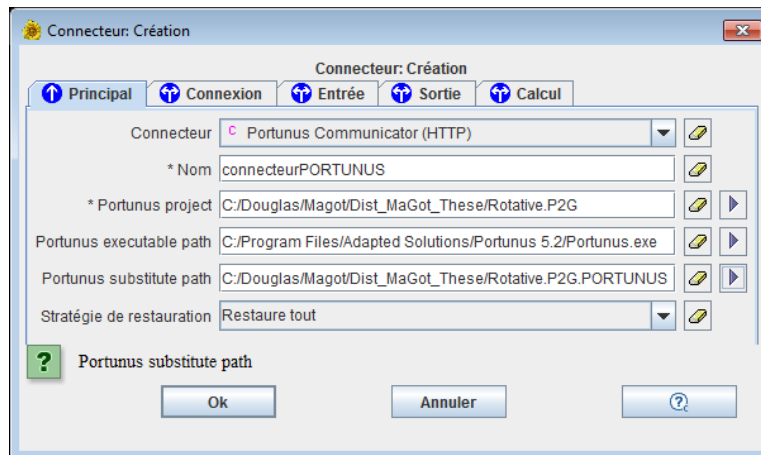 Connecteur: Création
Connecteur: Création
Principal Connexion Entrée Sortie Calcul
Connecteur C Portunus Communicator (HTTP)
* Nom connecteurPORTUNUS
* Portunus project C:/Douglas/Magot/Dist_MaGot_These/Rotative.P2G
Portunus executable path C:/Program Files/Adapted Solutions/Portunus 5.2/Portunus.exe
Portunus substitute path C:/Douglas/Magot/Dist_MaGot_These/Rotative.P2G.PORTUNUS
Stratégie de restauration Restaure tout
? Portunus substitute path
Ok Annuler ?